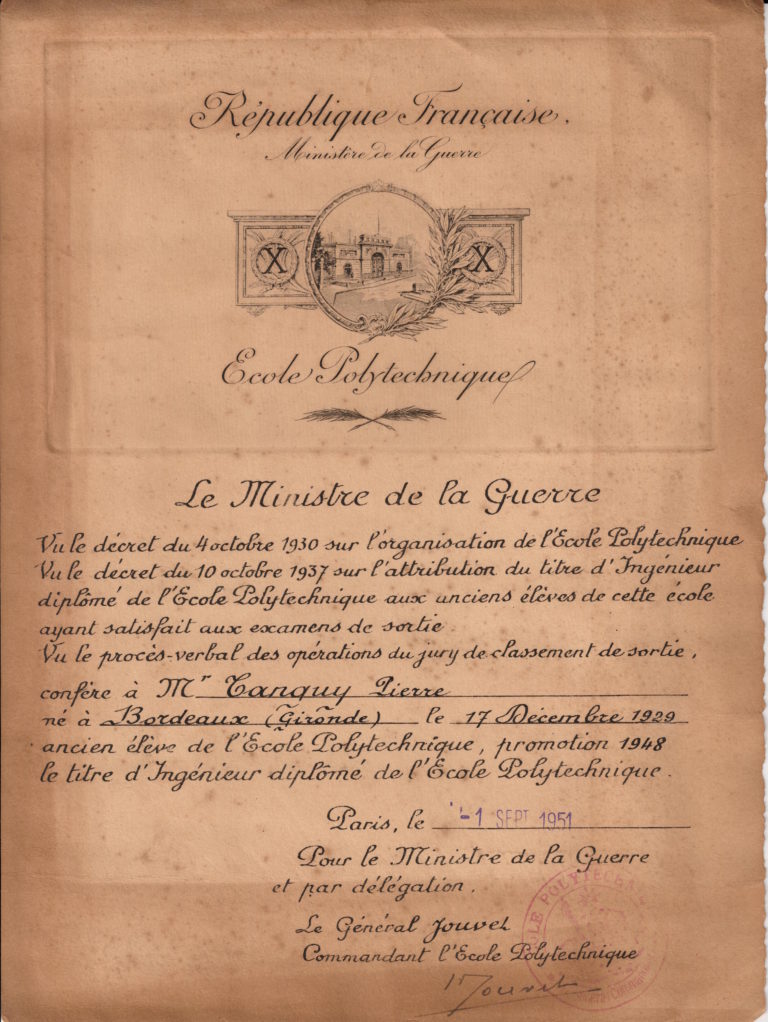 République Française.
Ministère de la Guerre
X X
Ecole Polytechnique
Le Ministre de la Guerre
Vu le décret du 4 octobre 1930 sur l'organisation de l'Ecole Polytechnique
Vu le décret du 10 octobre 1937 sur l'attribution du titre d'Ingénieur
diplômé de l'Ecole Polytechnique aux anciens élèves de cette école
ayant satisfait aux examens de sortie.
Vu le procès-verbal des opérations du jury de classement de sortie,
confère à Mr Tanguy Pierre
né à Bordeaux (Gironde) le 17 Décembre 1929
ancien élève de l'Ecole Polytechnique, promotion 1948
le titre d'Ingénieur diplômé de l'Ecole Polytechnique.
Paris, le -1 SEPT 1951
Pour le Ministre de la Guerre
et par délégation,
Le Général Jouvet
Commandant l'Ecole Polytechnique
Jouvet